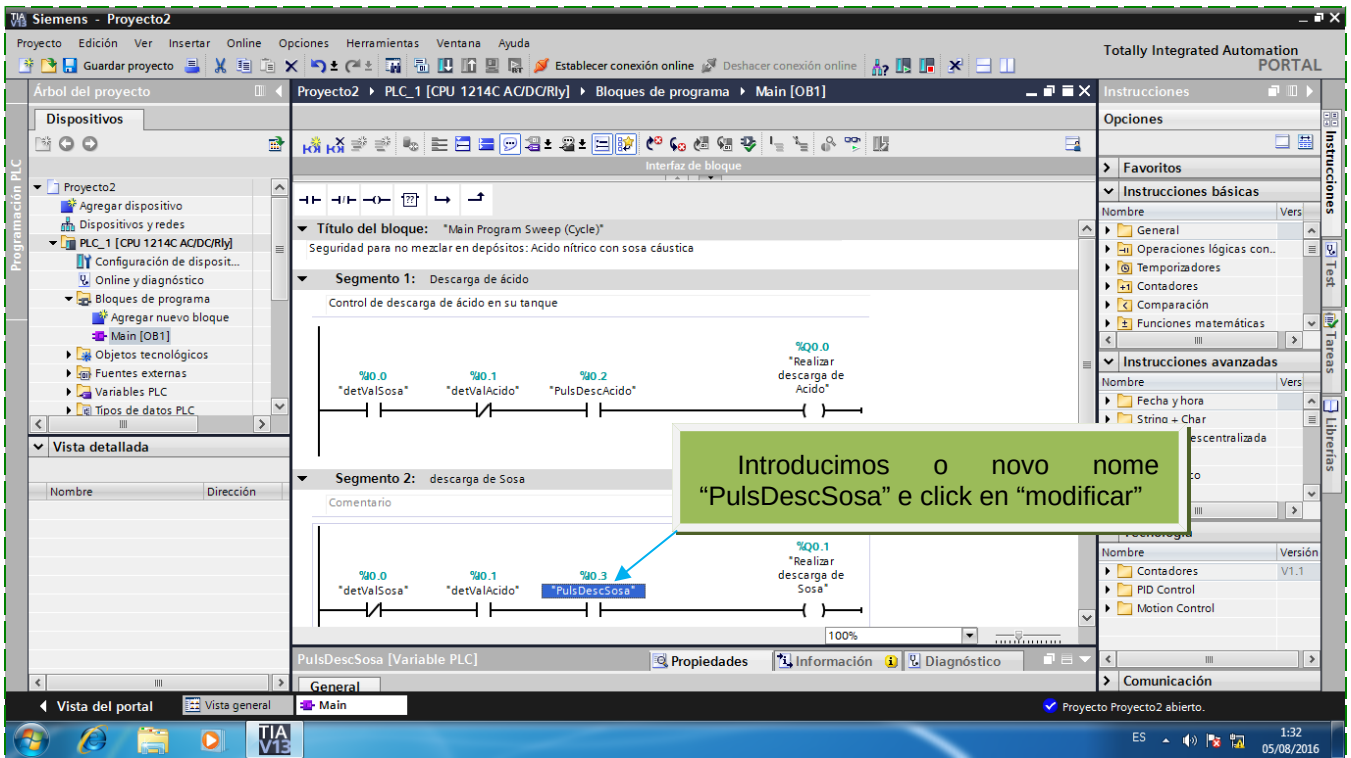 Siemens - Proyecto2
Proyecto Edición Ver Insertar Online Opciones Herramientas Ventana Ayuda
Totally Integrated Automation
PORTAL
Guardar proyecto
Establecer conexión online
Deshacer conexión online
Árbol del proyecto
Proyecto2 PLC_1 [CPU 1214C AC/DC/Rly] Bloques de programa Main [OB1]
Instrucciones
Dispositivos
Opciones
Programación PLC
Interfaz de bloque
Proyecto2
Agregar dispositivo
Dispositivos y redes
PLC_1 [CPU 1214C AC/DC/Rly]
Configuración de disposit...
Online y diagnóstico
Bloques de programa
Agregar nuevo bloque
Main [OB1]
Objetos tecnológicos
Fuentes externas
Variables PLC
Tipos de datos PLC
Vista detallada
Nombre Dirección
Título del bloque: "Main Program Sweep (Cycle)"
Seguridad para no mezclar en depósitos: Acido nítrico con sosa cáustica
Segmento 1: Descarga de ácido
Control de descarga de ácido en su tanque
%I0.0
"detValSosa"
%I0.1
"detValAcido"
%I0.2
"PulsDescAcido"
%Q0.0
"Realizar
descarga de
Acido"
Segmento 2: descarga de Sosa
Comentario
Introducimos o novo nome
“PulsDescSosa” e click en “modificar”
%I0.0
"detValSosa"
%I0.1
"detValAcido"
%I0.3
"PulsDescSosa"
%Q0.1
"Realizar
descarga de
Sosa"
100%
PulsDescSosa [Variable PLC]
Propiedades
Información
Diagnóstico
General
Favoritos
Instrucciones básicas
Nombre Vers
General
Operaciones lógicas con..
Temporizadores
Contadores
Comparación
Funciones matemáticas
Instrucciones avanzadas
Nombre Vers
Fecha y hora
String + Char
escentralizada
co
Tecnología
Nombre Versión
Contadores V1.1
PID Control
Motion Control
Comunicación
Instrucciones
Test
Tareas
Librerías
Vista del portal
Vista general
Main
Proyecto Proyecto2 abierto.
TIA
V13
ES
1:32
05/08/2016